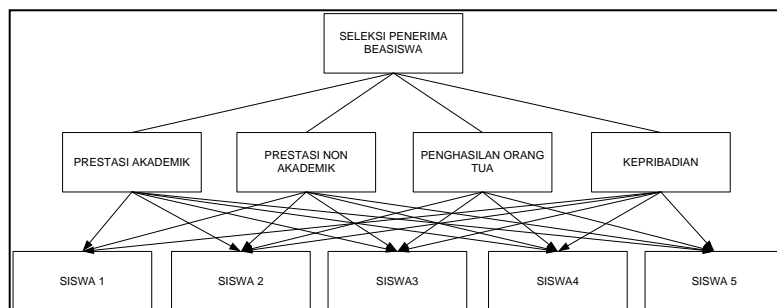 SELEKSI PENERIMA
BEASISWA
PRESTASI AKADEMIK
PRESTASI NON
AKADEMIK
PENGHASILAN ORANG
TUA
KEPRIBADIAN
SISWA 1
SISWA 2
SISWA3
SISWA4
SISWA 5